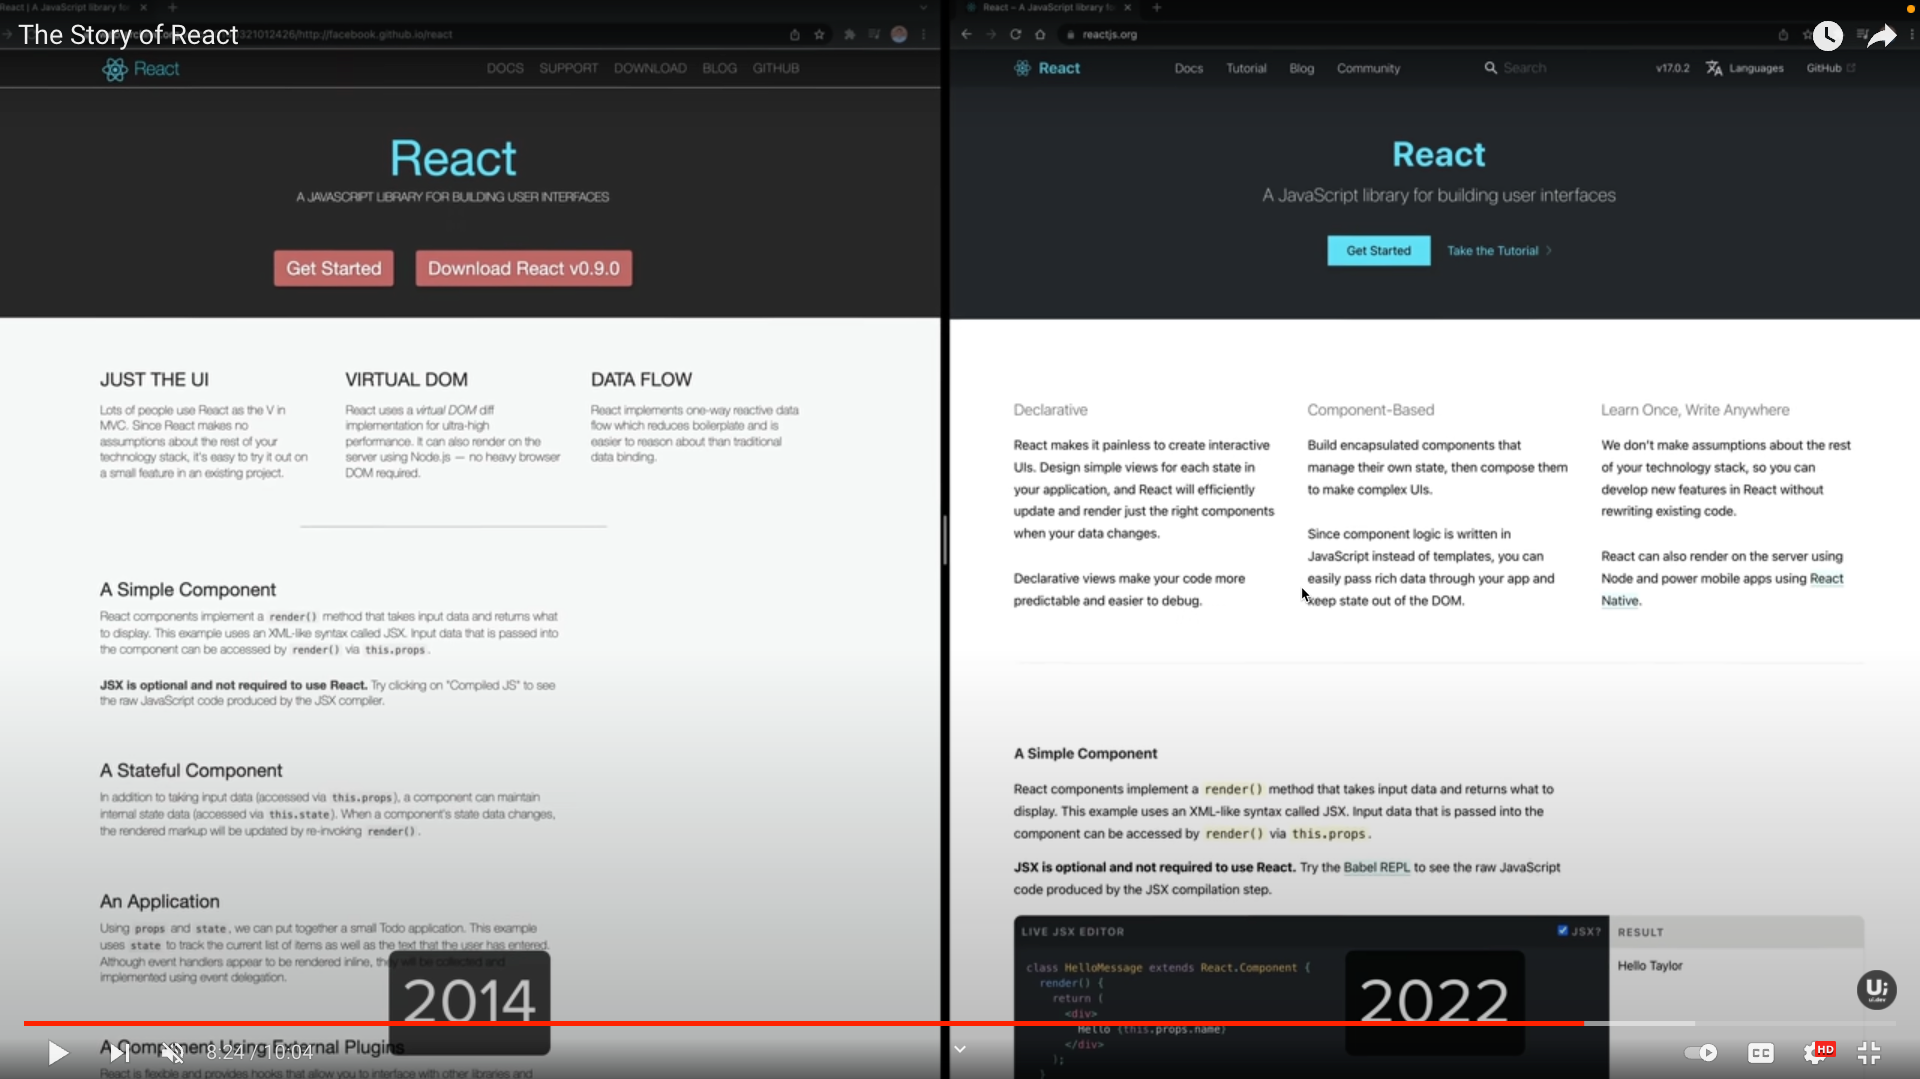 React | A JavaScript library for
The Story of React
321012426/http://facebook.github.io/react
React
DOCS SUPPORT DOWNLOAD BLOG GITHUB
React
A JAVASCRIPT LIBRARY FOR BUILDING USER INTERFACES
Get Started Download React v0.9.0
JUST THE UI
Lots of people use React as the V in
MVC. Since React makes no
assumptions about the rest of your
technology stack, it's easy to try it out on
a small feature in an existing project.
VIRTUAL DOM
React uses a virtual DOM diff
implementation for ultra-high
performance. It can also render on the
server using Node.js — no heavy browser
DOM required.
DATA FLOW
React implements one-way reactive data
flow which reduces boilerplate and is
easier to reason about than traditional
data binding.
A Simple Component
React components implement a render() method that takes input data and returns what
to display. This example uses an XML-like syntax called JSX. Input data that is passed into
the component can be accessed by render() via this.props.
JSX is optional and not required to use React. Try clicking on "Compiled JS" to see
the raw JavaScript code produced by the JSX compiler.
A Stateful Component
In addition to taking input data (accessed via this.props), a component can maintain
internal state data (accessed via this.state). When a component's state data changes,
the rendered markup will be updated by re-invoking render().
An Application
Using props and state, we can put together a small Todo application. This example
uses state to track the current list of items as well as the text that the user has entered.
Although event handlers appear to be rendered inline, they will be collected and
implemented using event delegation.
2014
A Component Using External Plugins
8:24 / 10:04
React is flexible and provides hooks that allow you to interface with other libraries and
React – A JavaScript library for
reactjs.org
React
Docs Tutorial Blog Community Search v17.0.2 Languages GitHub
React
A JavaScript library for building user interfaces
Get Started Take the Tutorial
Declarative
React makes it painless to create interactive
UIs. Design simple views for each state in
your application, and React will efficiently
update and render just the right components
when your data changes.
Declarative views make your code more
predictable and easier to debug.
Component-Based
Build encapsulated components that
manage their own state, then compose them
to make complex UIs.
Since component logic is written in
JavaScript instead of templates, you can
easily pass rich data through your app and
keep state out of the DOM.
Learn Once, Write Anywhere
We don't make assumptions about the rest
of your technology stack, so you can
develop new features in React without
rewriting existing code.
React can also render on the server using
Node and power mobile apps using React
Native.
A Simple Component
React components implement a render() method that takes input data and returns what to
display. This example uses an XML-like syntax called JSX. Input data that is passed into the
component can be accessed by render() via this.props.
JSX is optional and not required to use React. Try the Babel REPL to see the raw JavaScript
code produced by the JSX compilation step.
LIVE JSX EDITOR JSX?
class HelloMessage extends React.Component {
render() {
return (
<div>
Hello {this.props.name}
</div>
);
}
RESULT
Hello Taylor
2022
U;
ui.dev
CC
HD